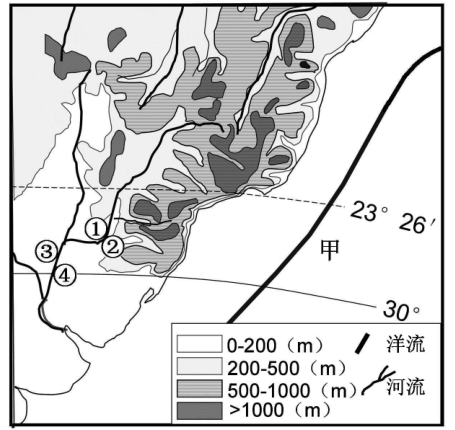 ①
②
③
④
23° 26′
甲
30°
0-200（m）
200-500（m）
500-1000（m）
>1000（m）
洋流
河流